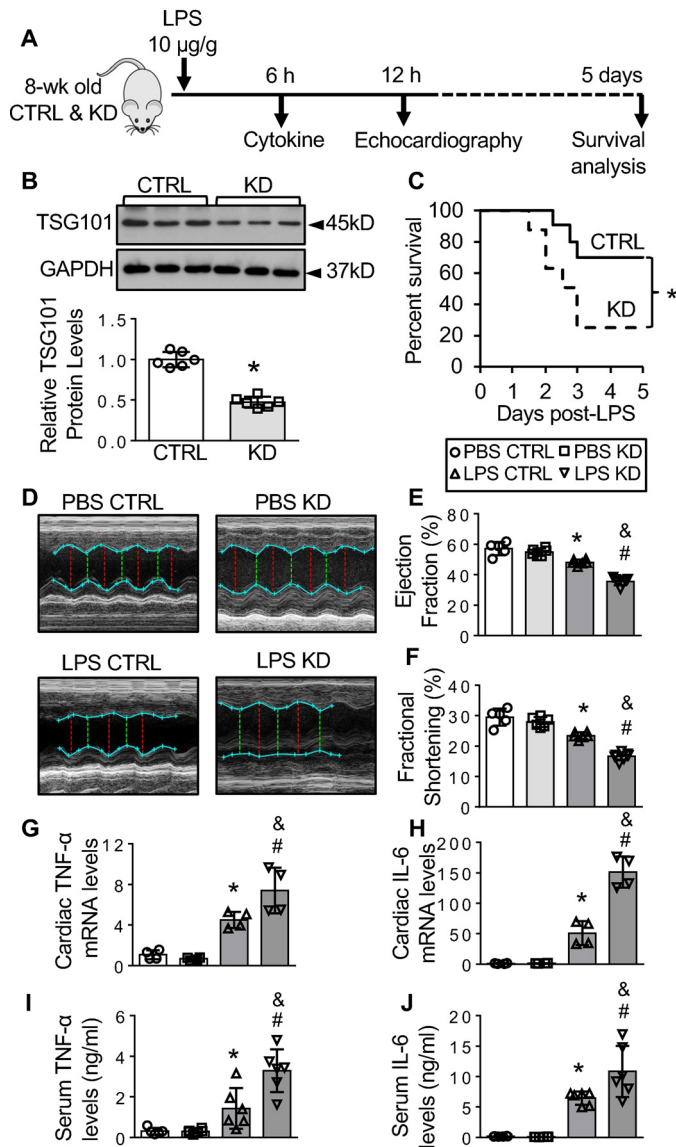 A
LPS
10 µg/g
8-wk old
CTRL & KD
6 h
12 h
5 days
Cytokine
Echocardiography
Survival
analysis
B
CTRL
KD
TSG101
45kD
GAPDH
37kD
Relative TSG101
Protein Levels
1.5
1.0
0.5
0.0
*
CTRL
KD
C
Percent survival
100
80
60
40
20
0
CTRL
KD
*
0 1 2 3 4 5
Days post-LPS
PBS CTRL PBS KD
LPS CTRL LPS KD
D
PBS CTRL
PBS KD
LPS CTRL
LPS KD
E
Ejection
Fraction (%)
80
60
40
20
0
*
&
#
F
Fractional
Shortening (%)
40
30
20
10
0
*
&
#
G
Cardiac TNF-α
mRNA levels
12
8
4
0
*
&
#
H
Cardiac IL-6
mRNA levels
200
150
100
50
0
*
&
#
I
Serum TNF-α
levels (ng/ml)
6
4
2
0
*
&
#
J
Serum IL-6
levels (ng/ml)
20
15
10
5
0
*
&
#